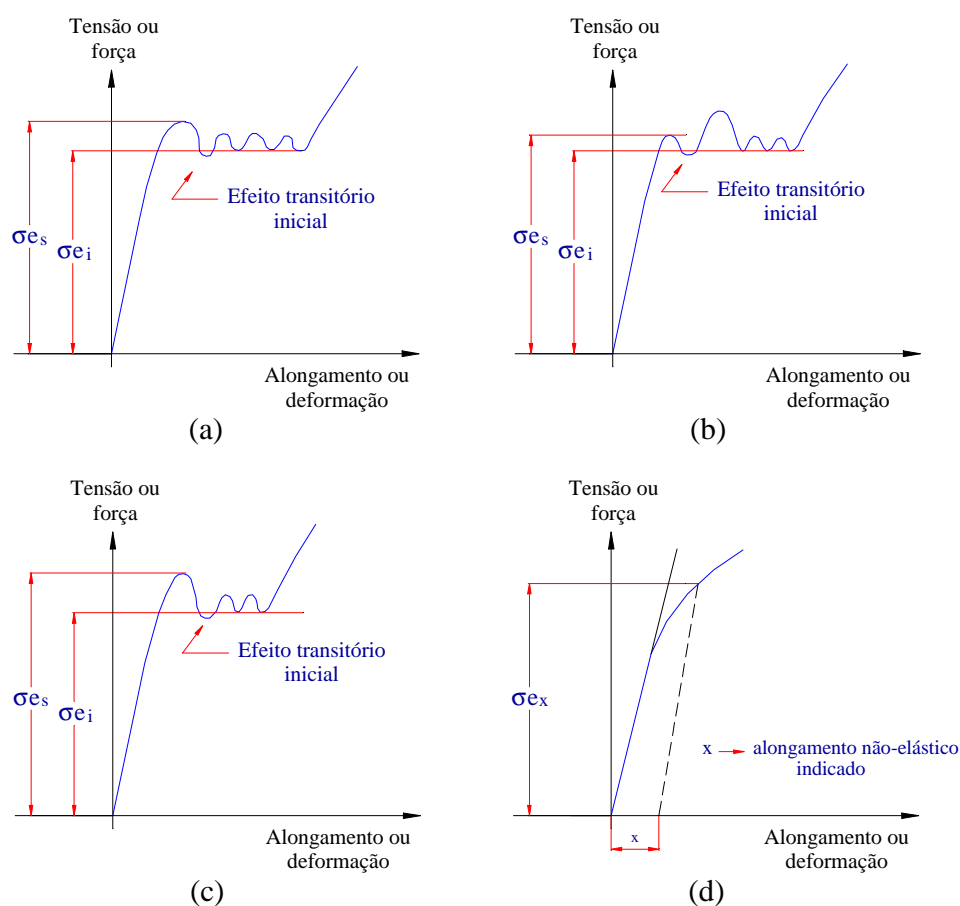 Tensão ou
força
Efeito transitório
inicial
σes
σei
Alongamento ou
deformação
(a)
Tensão ou
força
Efeito transitório
inicial
σes
σei
Alongamento ou
deformação
(b)
Tensão ou
força
Efeito transitório
inicial
σes
σei
Alongamento ou
deformação
(c)
Tensão ou
força
σex
x
alongamento não-elástico
indicado
x
Alongamento ou
deformação
(d)